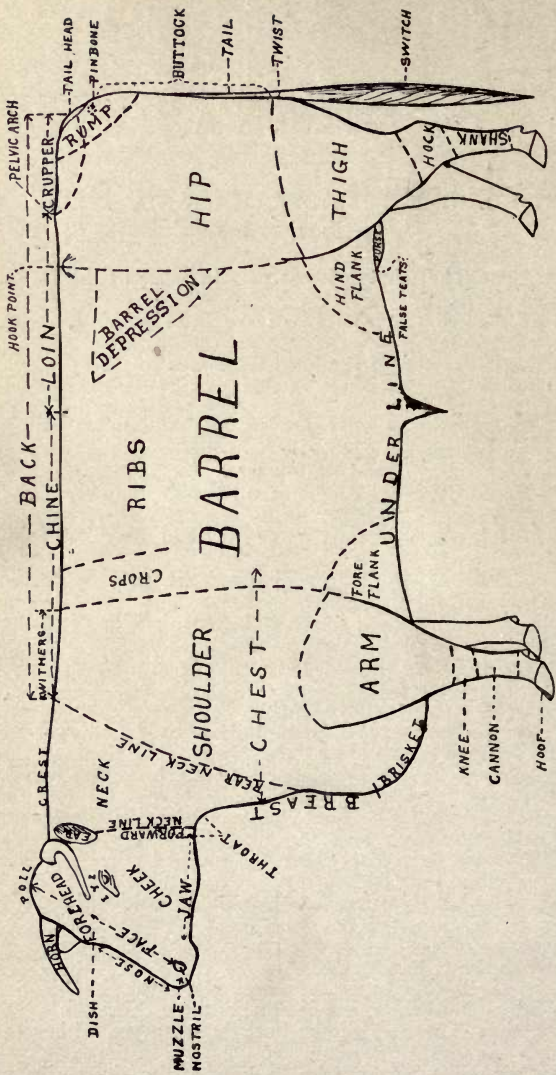 BACK
WITHERS
CHINE
LOIN
CRUPPER
HOOK POINT
PELVIC ARCH
TAIL HEAD
PINBONE
BUTTOCK
TAIL
TWIST
SWITCH
RUMP
HIP
THIGH
HOCK
SHANK
BARREL
DEPRESSION
RIBS
CROPS
BARREL
SHOULDER
CHEST
REAR NECK LINE
NECK
CREST
POLL
HORN
FOREHEAD
EAR
EYE
FORWARD
NECK LINE
CHEEK
FACE
NOSE
DISH
JAW
MUZZLE
NOSTRIL
THROAT
BREAST
BRISKET
ARM
FORE
FLANK
UNDER LINE
HIND
FLANK
PURSE
FALSE TEATS
KNEE
CANNON
HOOF